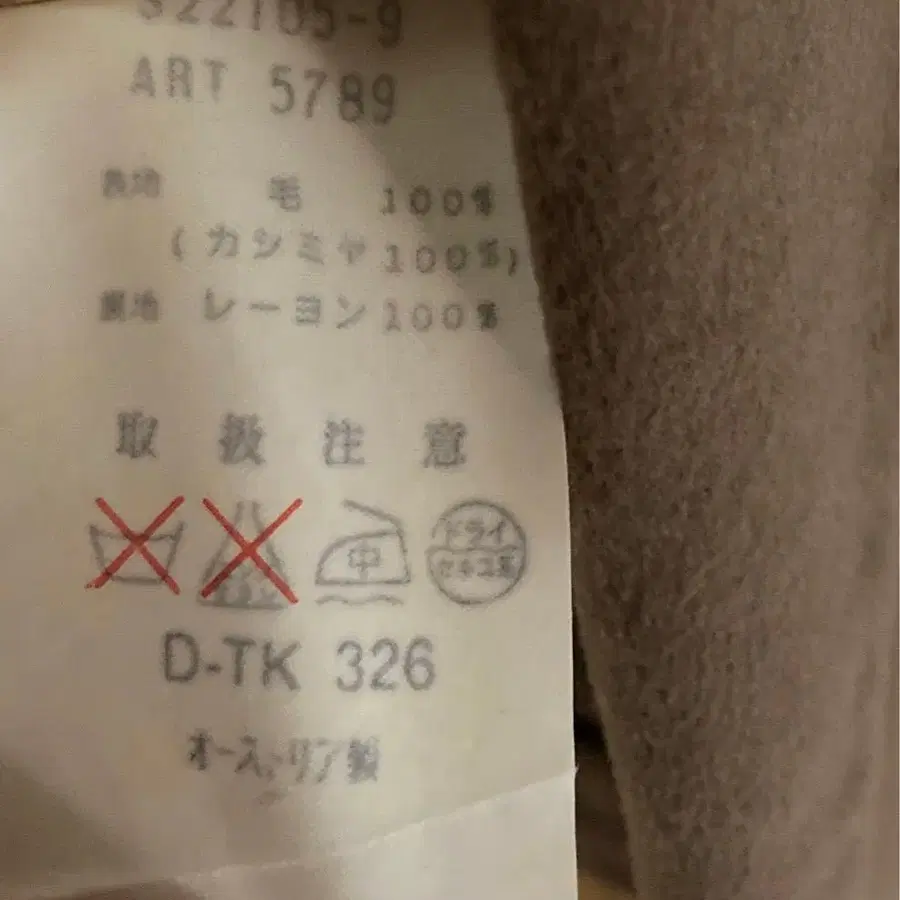 S22105-9
ART 5789
表地 毛 100%
(カシミヤ100%)
裏地 レーヨン100%
取扱注意
中 ドライ セキユ系
D-TK 326
オーストリア製